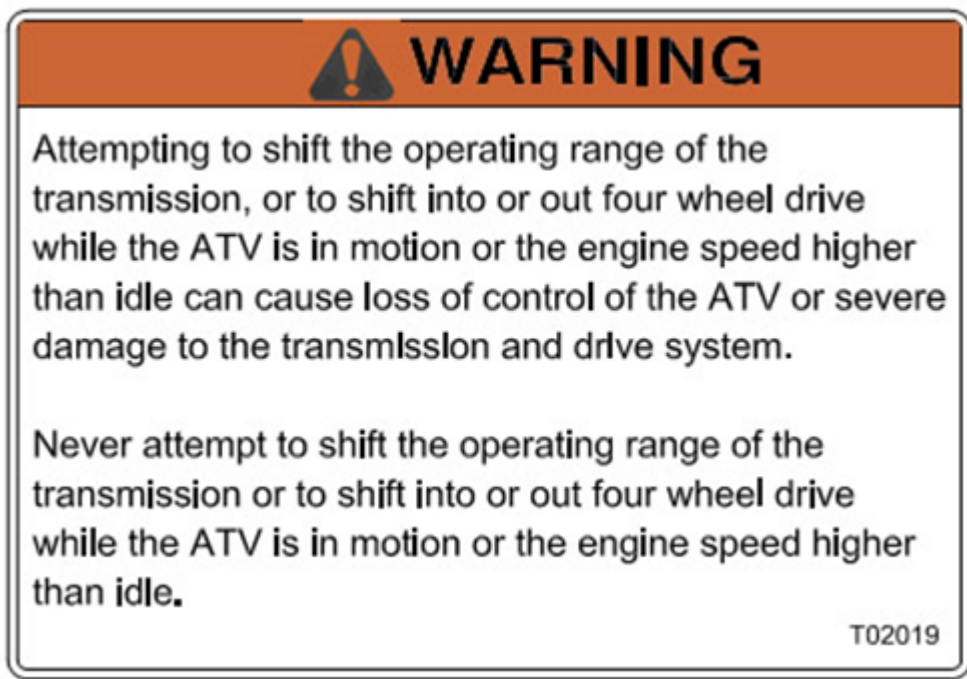 WARNING
Attempting to shift the operating range of the
transmission, or to shift into or out four wheel drive
while the ATV is in motion or the engine speed higher
than idle can cause loss of control of the ATV or severe
damage to the transmission and drive system.
Never attempt to shift the operating range of the
transmission or to shift into or out four wheel drive
while the ATV is in motion or the engine speed higher
than idle.
T02019